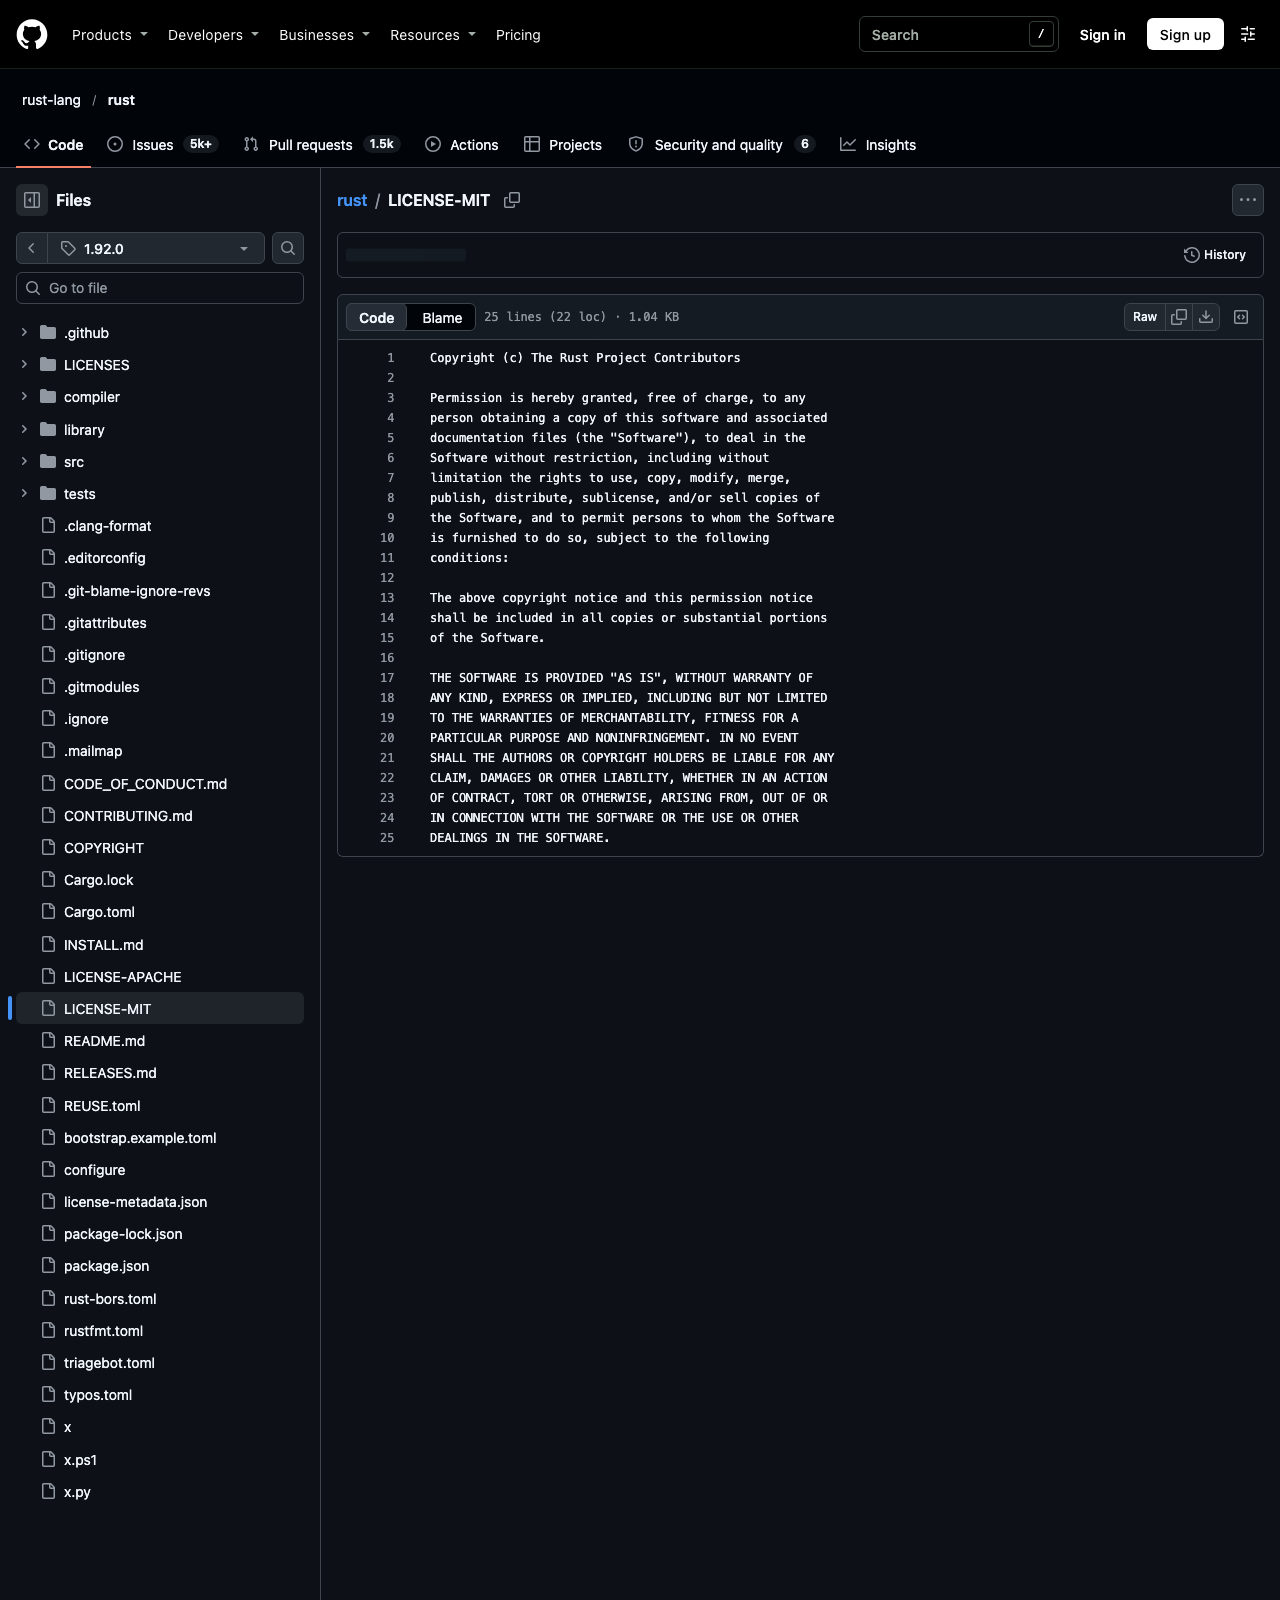 Products Developers Businesses Resources Pricing Search / Sign in Sign up
rust-lang / rust
Code Issues 5k+ Pull requests 1.5k Actions Projects Security and quality 6 Insights
Files
1.92.0
Go to file
.github
LICENSES
compiler
library
src
tests
.clang-format
.editorconfig
.git-blame-ignore-revs
.gitattributes
.gitignore
.gitmodules
.ignore
.mailmap
CODE_OF_CONDUCT.md
CONTRIBUTING.md
COPYRIGHT
Cargo.lock
Cargo.toml
INSTALL.md
LICENSE-APACHE
LICENSE-MIT
README.md
RELEASES.md
REUSE.toml
bootstrap.example.toml
configure
license-metadata.json
package-lock.json
package.json
rust-bors.toml
rustfmt.toml
triagebot.toml
typos.toml
x
x.ps1
x.py
rust / LICENSE-MIT
History
Code Blame 25 lines (22 loc) · 1.04 KB Raw
1 Copyright (c) The Rust Project Contributors
2
3 Permission is hereby granted, free of charge, to any
4 person obtaining a copy of this software and associated
5 documentation files (the "Software"), to deal in the
6 Software without restriction, including without
7 limitation the rights to use, copy, modify, merge,
8 publish, distribute, sublicense, and/or sell copies of
9 the Software, and to permit persons to whom the Software
10 is furnished to do so, subject to the following
11 conditions:
12
13 The above copyright notice and this permission notice
14 shall be included in all copies or substantial portions
15 of the Software.
16
17 THE SOFTWARE IS PROVIDED "AS IS", WITHOUT WARRANTY OF
18 ANY KIND, EXPRESS OR IMPLIED, INCLUDING BUT NOT LIMITED
19 TO THE WARRANTIES OF MERCHANTABILITY, FITNESS FOR A
20 PARTICULAR PURPOSE AND NONINFRINGEMENT. IN NO EVENT
21 SHALL THE AUTHORS OR COPYRIGHT HOLDERS BE LIABLE FOR ANY
22 CLAIM, DAMAGES OR OTHER LIABILITY, WHETHER IN AN ACTION
23 OF CONTRACT, TORT OR OTHERWISE, ARISING FROM, OUT OF OR
24 IN CONNECTION WITH THE SOFTWARE OR THE USE OR OTHER
25 DEALINGS IN THE SOFTWARE.